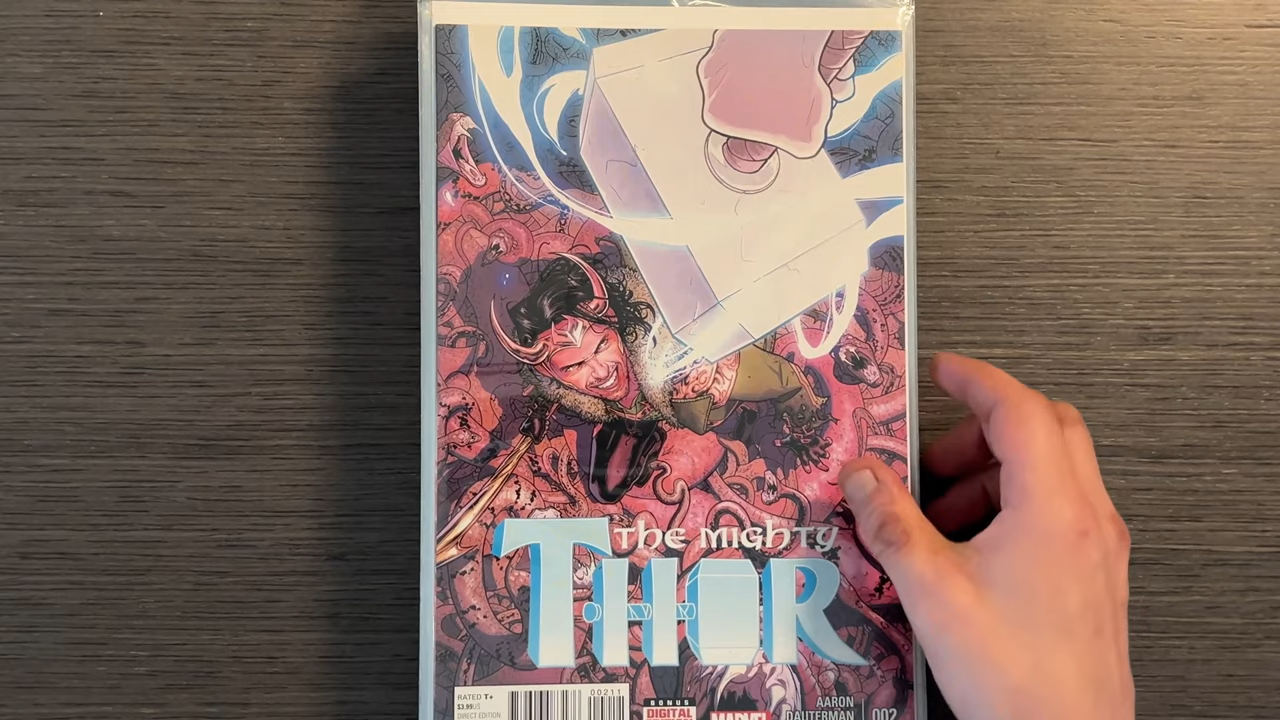 THE MIGHTY
THOR
RATED T+
$3.99US
DIRECT EDITION
00211
BONUS
DIGITAL
MARVEL
AARON
DAUTERMAN
002